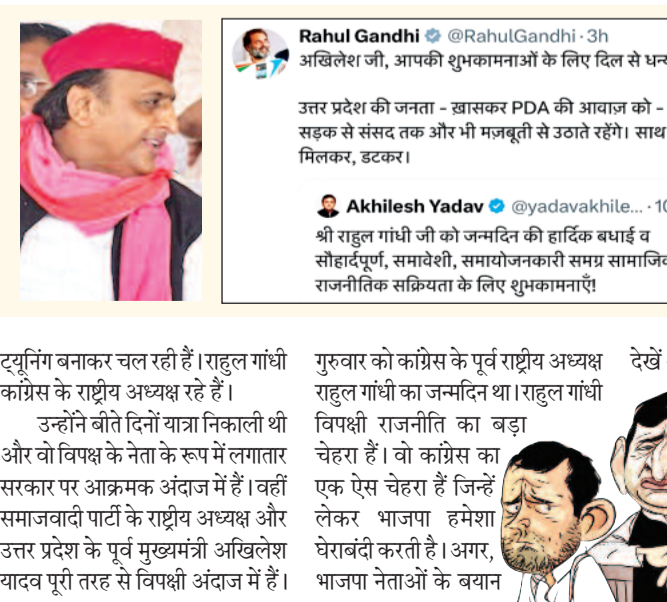 Rahul Gandhi @RahulGandhi · 3h
अखिलेश जी, आपकी शुभकामनाओं के लिए दिल से
उत्तर प्रदेश की जनता - ख़ासकर PDA की आवाज़ को -
सड़क से संसद तक और भी मज़बूती से उठाते रहेंगे। साथ
मिलकर, डटकर।
Akhilesh Yadav @yadavakhile... ·
श्री राहुल गांधी जी को जन्मदिन की हार्दिक बधाई व
सौहार्दपूर्ण, समावेशी, समायोजनकारी समग्र
राजनीतिक सक्रियता के लिए शुभकामनाएँ!
ट्यूनिंग बनाकर चल रही हैं। राहुल गांधी
कांग्रेस के राष्ट्रीय अध्यक्ष रहे हैं।
उन्होंने बीते दिनों यात्रा निकाली थी
और वो विपक्ष के नेता के रूप में लगातार
सरकार पर आक्रमक अंदाज में हैं। वहीं
समाजवादी पार्टी के राष्ट्रीय अध्यक्ष और
उत्तर प्रदेश के पूर्व मुख्यमंत्री अखिलेश
यादव पूरी तरह से विपक्षी अंदाज में हैं।
गुरुवार को कांग्रेस के पूर्व राष्ट्रीय अध्यक्ष
राहुल गांधी का जन्मदिन था। राहुल गांधी
विपक्षी राजनीति का बड़ा
चेहरा हैं। वो कांग्रेस का
एक ऐस चेहरा हैं जिन्हें
लेकर भाजपा हमेशा
घेराबंदी करती है। अगर,
भाजपा नेताओं के बयान
देखें